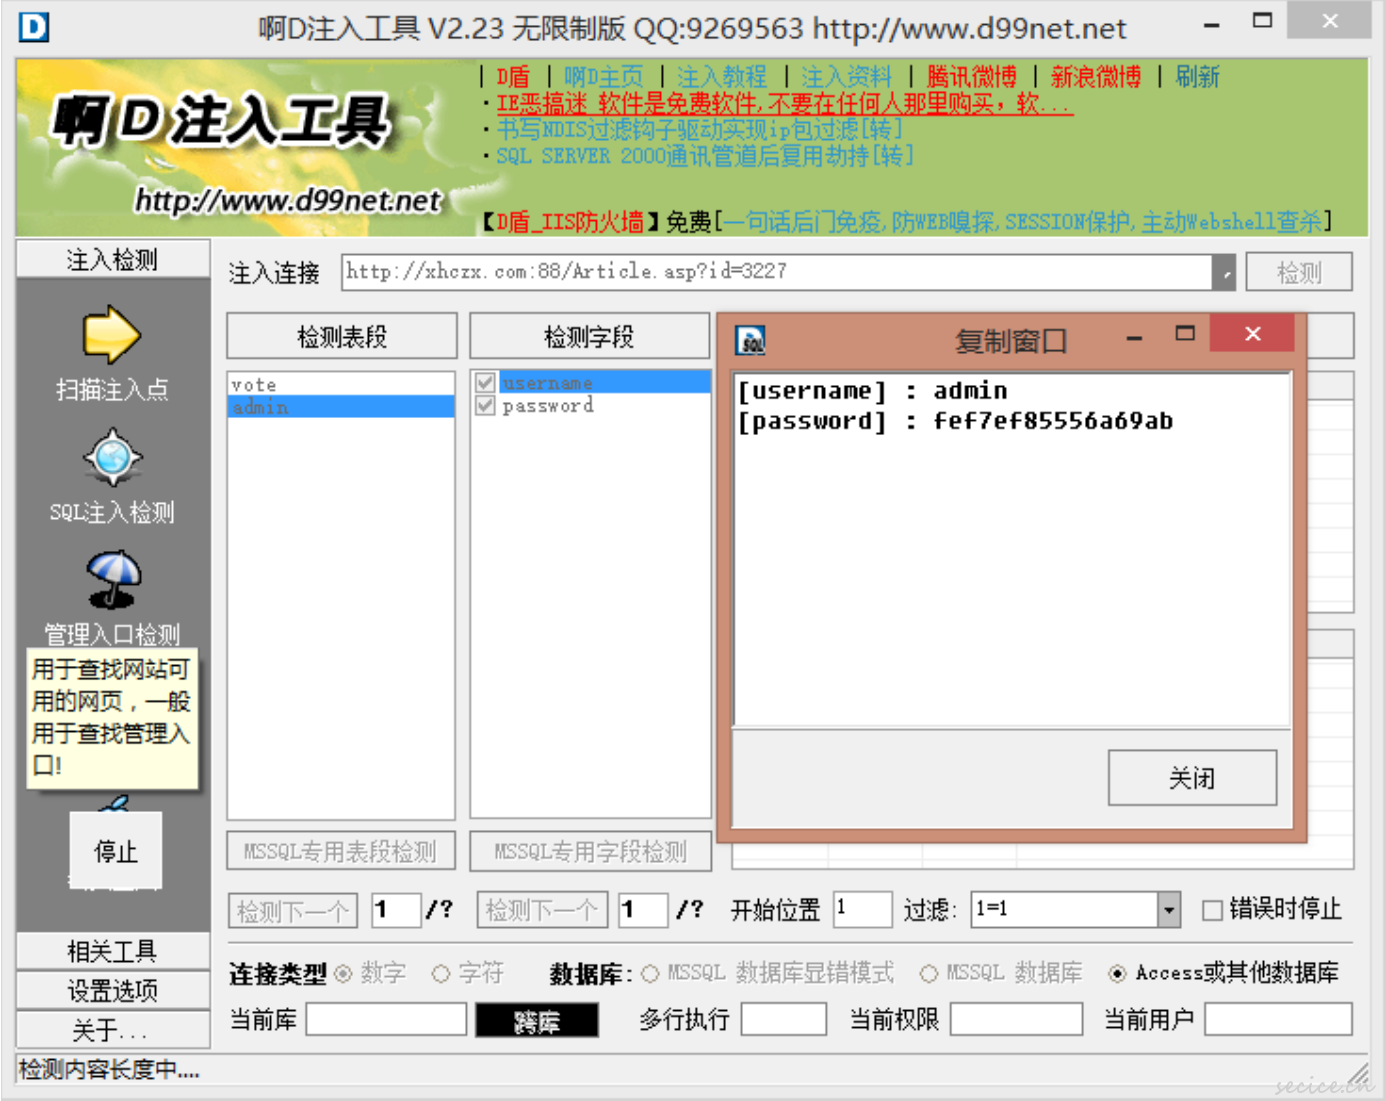 啊D注入工具 V2.23 无限制版 QQ:9269563 http://www.d99net.net
| D盾 | 啊D主页 | 注入教程 | 注入资料 | 腾讯微博 | 新浪微博 | 刷新
啊D注入工具
·IE恶搞迷 软件是免费软件,不要在任何人那里购买，软...
·书写NDIS过滤钩子驱动实现ip包过滤[转]
·SQL SERVER 2000通讯管道后复用劫持[转]
http://www.d99net.net
【D盾_IIS防火墙】免费[一句话后门免疫,防WEB嗅探,SESSION保护,主动Webshell查杀]
注入检测
注入连接 http://xhczx.com:88/Article.asp?id=3227 检测
检测表段 检测字段
复制窗口
vote
admin
username
password
[username] : admin
[password] : fef7ef85556a69ab
关闭
扫描注入点
SQL注入检测
管理入口检测
用于查找网站可
用的网页，一般
用于查找管理入
口!
停止
MSSQL专用表段检测 MSSQL专用字段检测
检测下一个 1 /? 检测下一个 1 /? 开始位置 1 过滤: 1=1 错误时停止
相关工具
设置选项
关于...
连接类型 数字 字符 数据库: MSSQL 数据库显错模式 MSSQL 数据库 Access或其他数据库
当前库 跨库 多行执行 当前权限 当前用户
检测内容长度中....
secice.cn